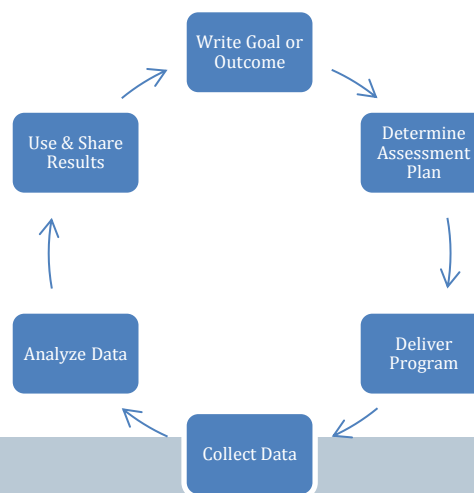 Write Goal or
Outcome
Determine
Assessment
Plan
Deliver
Program
Collect Data
Analyze Data
Use & Share
Results